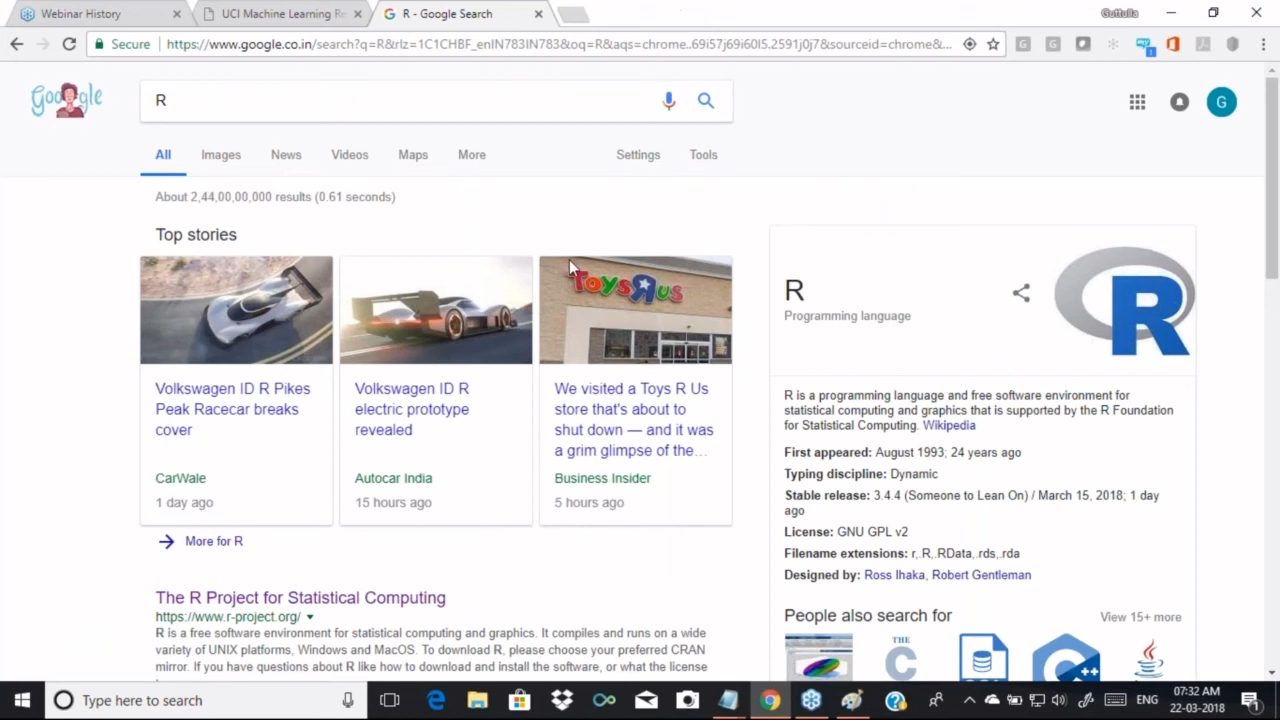 Webinar History
UCI Machine Learning Re
R - Google Search
Guttulla
Secure
https://www.google.co.in/search?q=R&rlz=1C1CHBF_enIN783IN783&oq=R&aqs=chrome..69i57j69i60l5.2591j0j7&sourceid=chrome&...
Google
R
G
All
Images
News
Videos
Maps
More
Settings
Tools
About 2,44,00,00,000 results (0.61 seconds)
Top stories
Toys R Us
Volkswagen ID R Pikes
Peak Racecar breaks
cover
CarWale
1 day ago
Volkswagen ID R
electric prototype
revealed
Autocar India
15 hours ago
We visited a Toys R Us
store that's about to
shut down — and it was
a grim glimpse of the...
Business Insider
5 hours ago
More for R
The R Project for Statistical Computing
https://www.r-project.org/
R is a free software environment for statistical computing and graphics. It compiles and runs on a wide
variety of UNIX platforms, Windows and MacOS. To download R, please choose your preferred CRAN
mirror. If you have questions about R like how to download and install the software, or what the license
R
Programming language
R
R is a programming language and free software environment for
statistical computing and graphics that is supported by the R Foundation
for Statistical Computing. Wikipedia
First appeared: August 1993; 24 years ago
Typing discipline: Dynamic
Stable release: 3.4.4 (Someone to Lean On) / March 15, 2018; 1 day
ago
License: GNU GPL v2
Filename extensions: r,.R,.RData,.rds,.rda
Designed by: Ross Ihaka, Robert Gentleman
People also search for
View 15+ more
THE
C
C++
Java
Type here to search
ENG
07:32 AM
22-03-2018
1